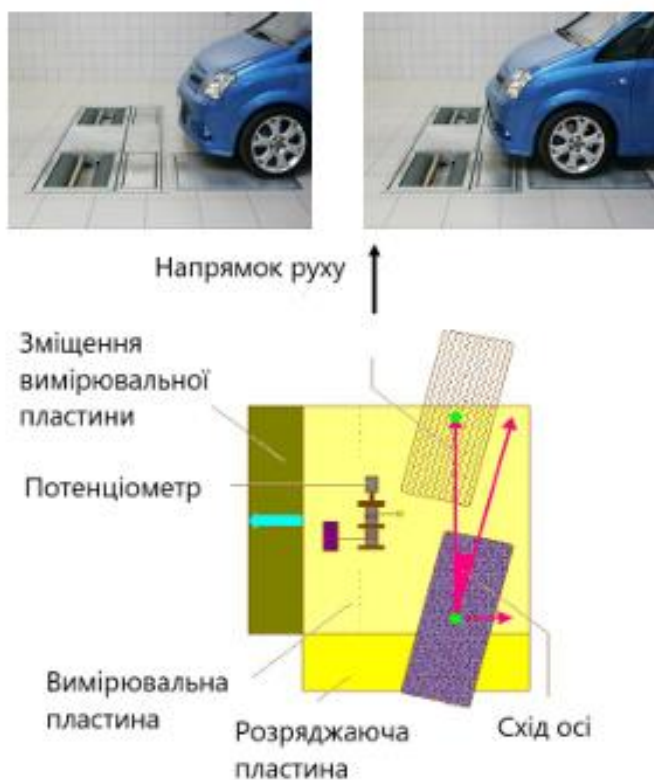 Напрямок руху
Зміщення
вимірювальної
пластини
Потенціометр
Вимірювальна
пластина
Розряджаюча
пластина
Схід осі